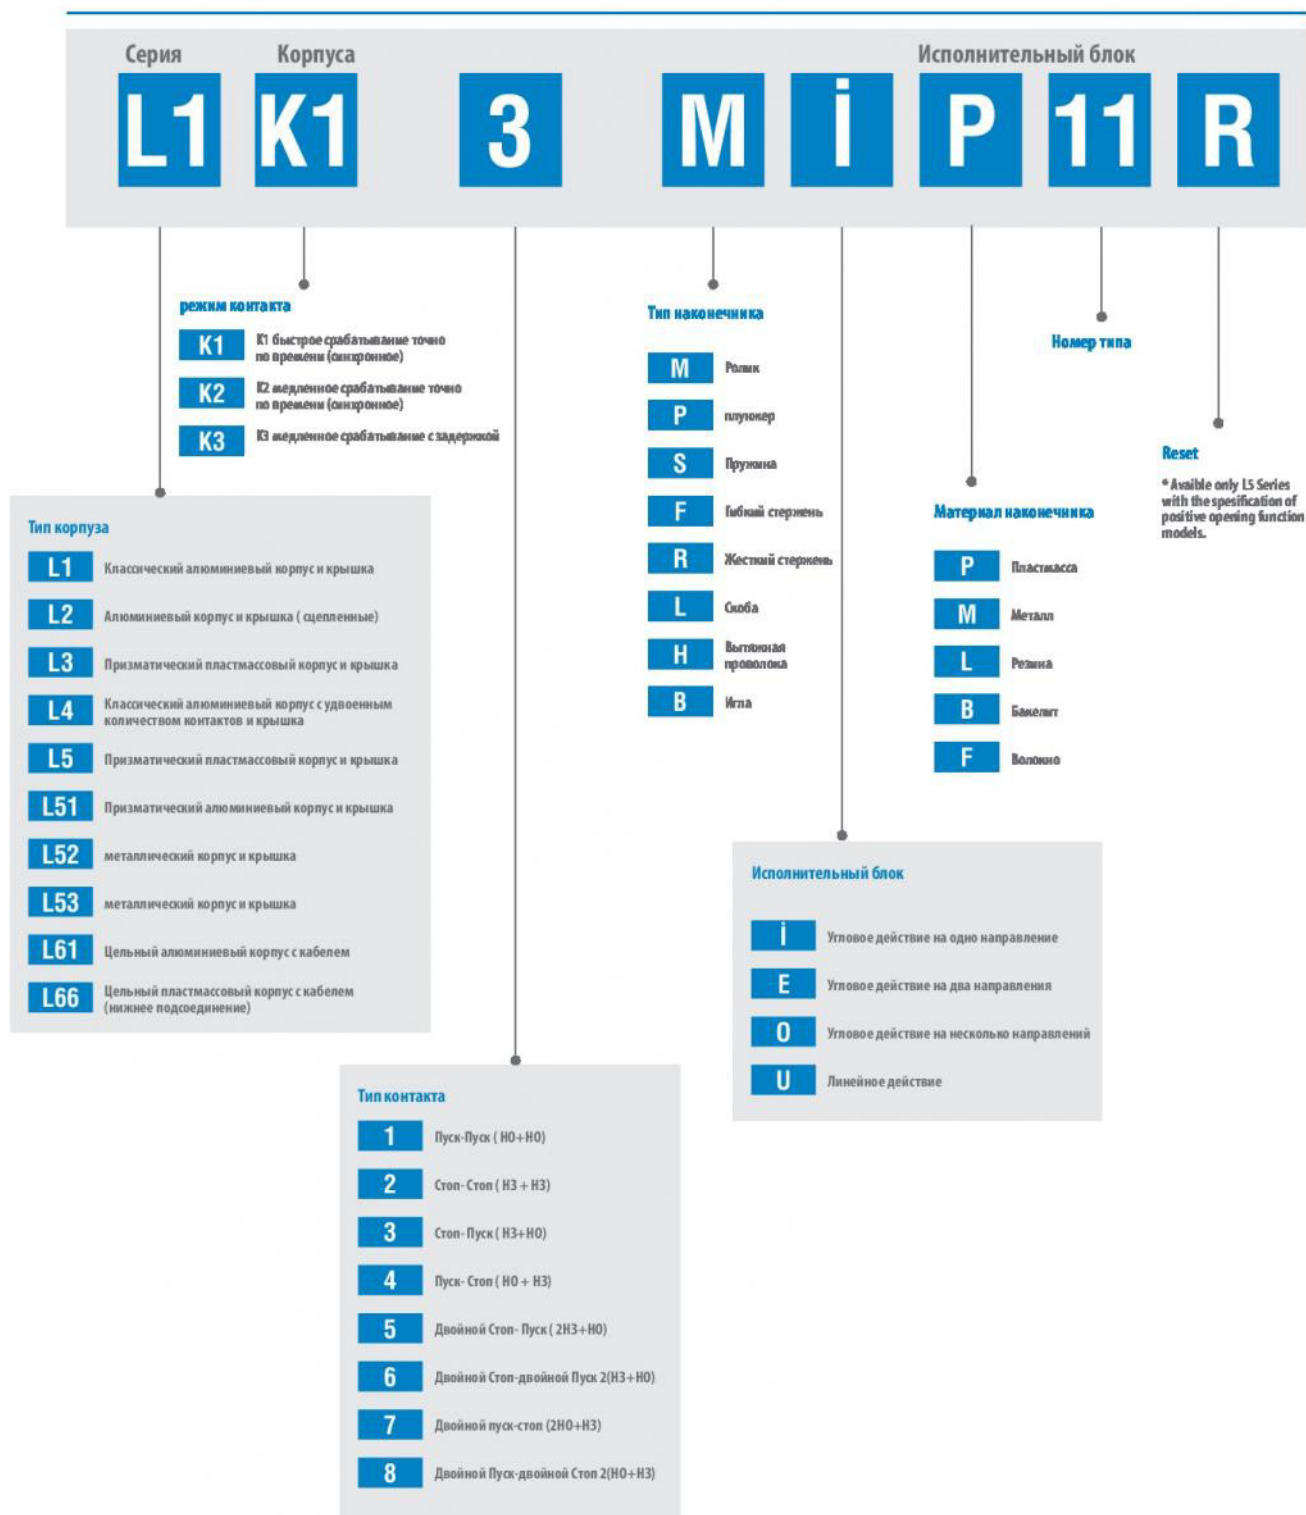 Серия
Корпуса
Исполнительный блок
L1
K1
3
M
İ
P
11
R
режим контакта
K1
К1 быстрое срабатывание точно
по времени (синхронное)
K2
К2 медленное срабатывание точно
по времени (синхронное)
K3
К3 медленное срабатывание с задержкой
Тип наконечника
M
Ролик
P
плунжер
S
Пружина
F
Гибкий стержень
R
Жесткий стержень
L
Скоба
H
Вытяжная
проволока
B
Игла
Номер типа
Reset
* Avaible only L5 Series
with the spesification of
positive opening function
models.
Материал наконечника
P
Пластмасса
M
Металл
L
Резина
B
Бакелит
F
Волокно
Тип корпуза
L1
Классический алюминиевый корпус и крышка
L2
Алюминиевый корпус и крышка ( сцепленные)
L3
Призматический пластмассовый корпус и крышка
L4
Классический алюминиевый корпус с удвоенным
количеством контактов и крышка
L5
Призматический пластмассовый корпус и крышка
L51
Призматический алюминиевый корпус и крышка
L52
металлический корпус и крышка
L53
металлический корпус и крышка
L61
Цельный алюминиевый корпус с кабелем
L66
Цельный пластмассовый корпус с кабелем
(нижнее подсоединение)
Исполнительный блок
İ
Угловое действие на одно направление
E
Угловое действие на два направления
O
Угловое действие на несколько направлений
U
Линейное действие
Тип контакта
1
Пуск-Пуск ( НО+НО)
2
Стоп- Стоп ( НЗ + НЗ)
3
Стоп- Пуск ( НЗ+НО)
4
Пуск- Стоп ( НО + НЗ)
5
Двойной Стоп- Пуск ( 2НЗ+НО)
6
Двойной Стоп-двойной Пуск 2(НЗ+НО)
7
Двойной пуск-стоп (2НО+НЗ)
8
Двойной Пуск-двойной Стоп 2(НО+НЗ)